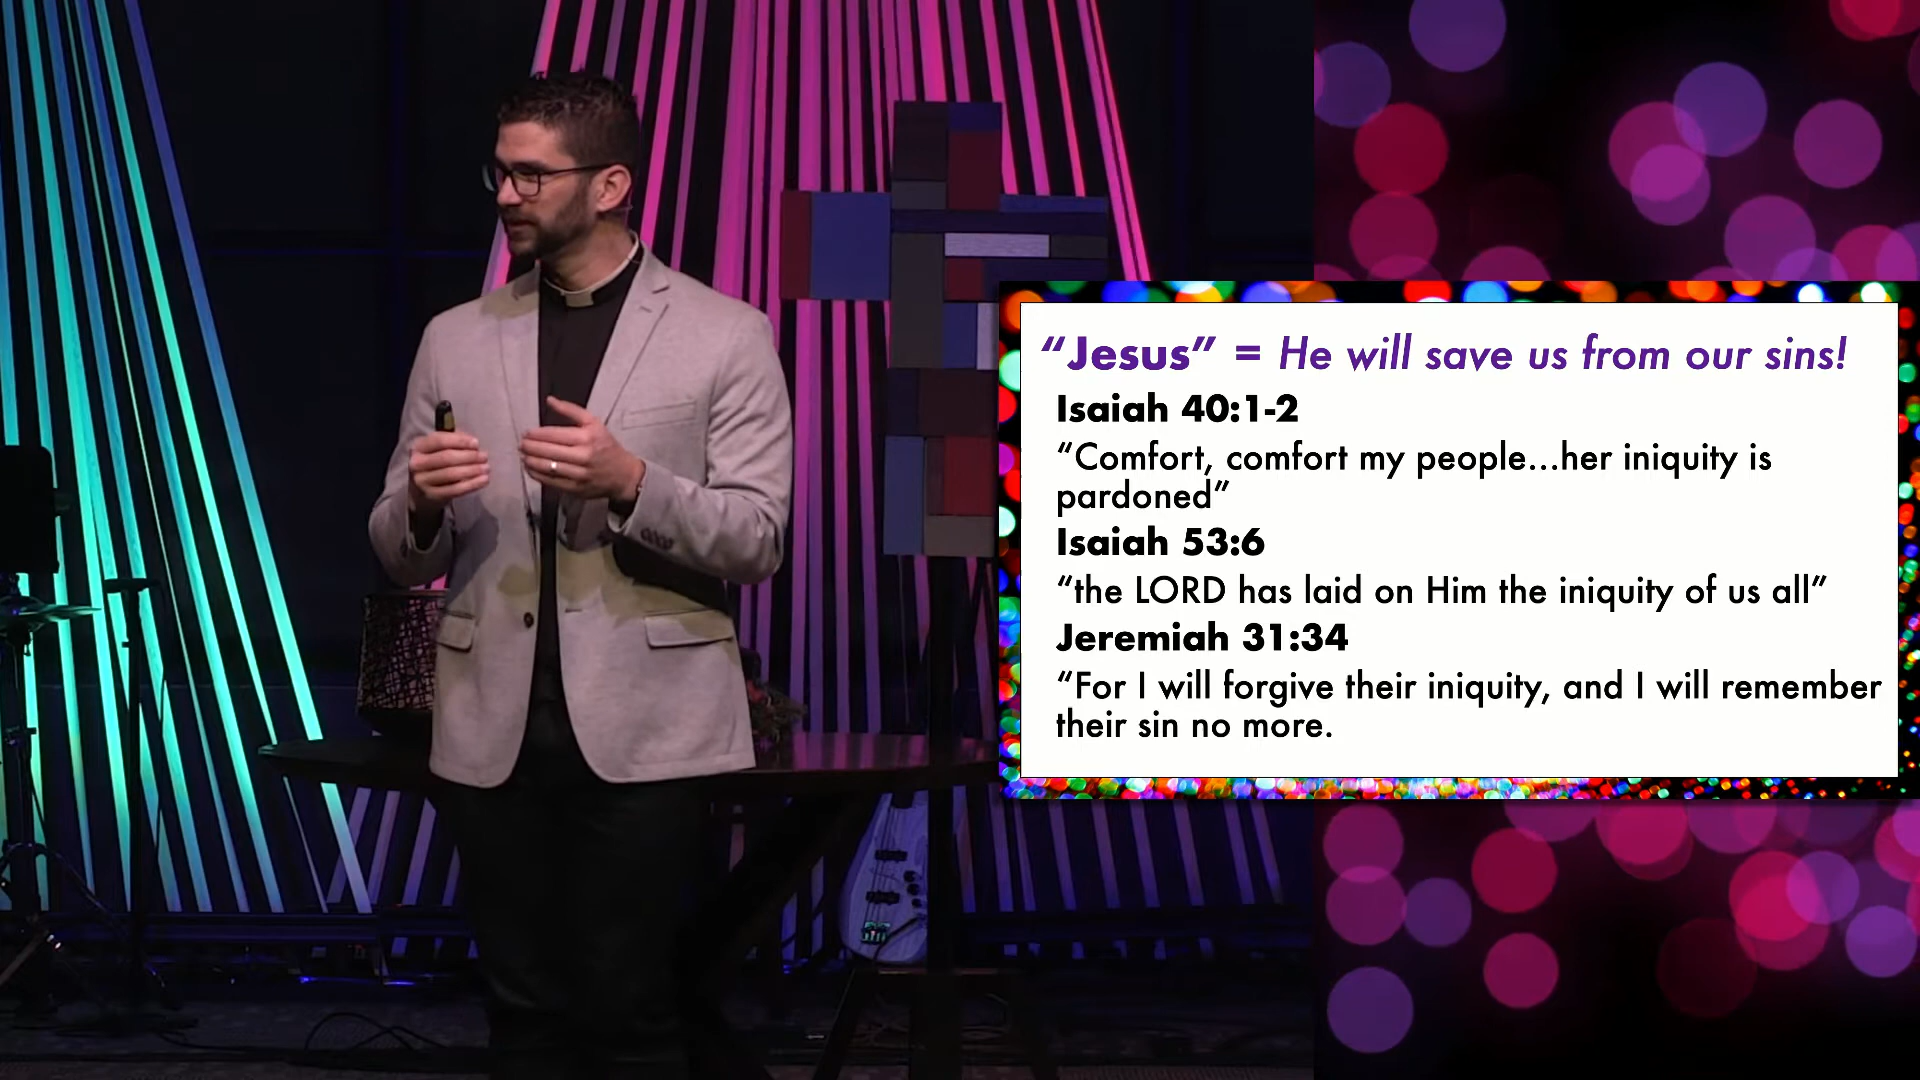 “Jesus” = He will save us from our sins!
Isaiah 40:1-2
“Comfort, comfort my people...her iniquity is
pardoned”
Isaiah 53:6
“the LORD has laid on Him the iniquity of us all”
Jeremiah 31:34
“For I will forgive their iniquity, and I will remember
their sin no more.